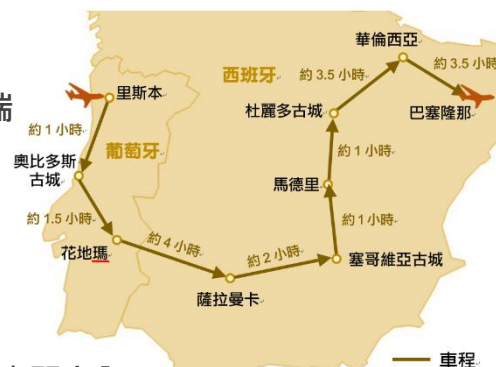 華倫西亞
約 3.5 小時
約 3.5 小時
西班牙
端
里斯本
杜麗多古城
巴塞隆那
約 1 小時
葡萄牙
約 1 小時
奧比多斯
古城
馬德里
約 1.5 小時
約 1 小時
花地瑪
約 4 小時
約 2 小時
塞哥維亞古城
薩拉曼卡
車程